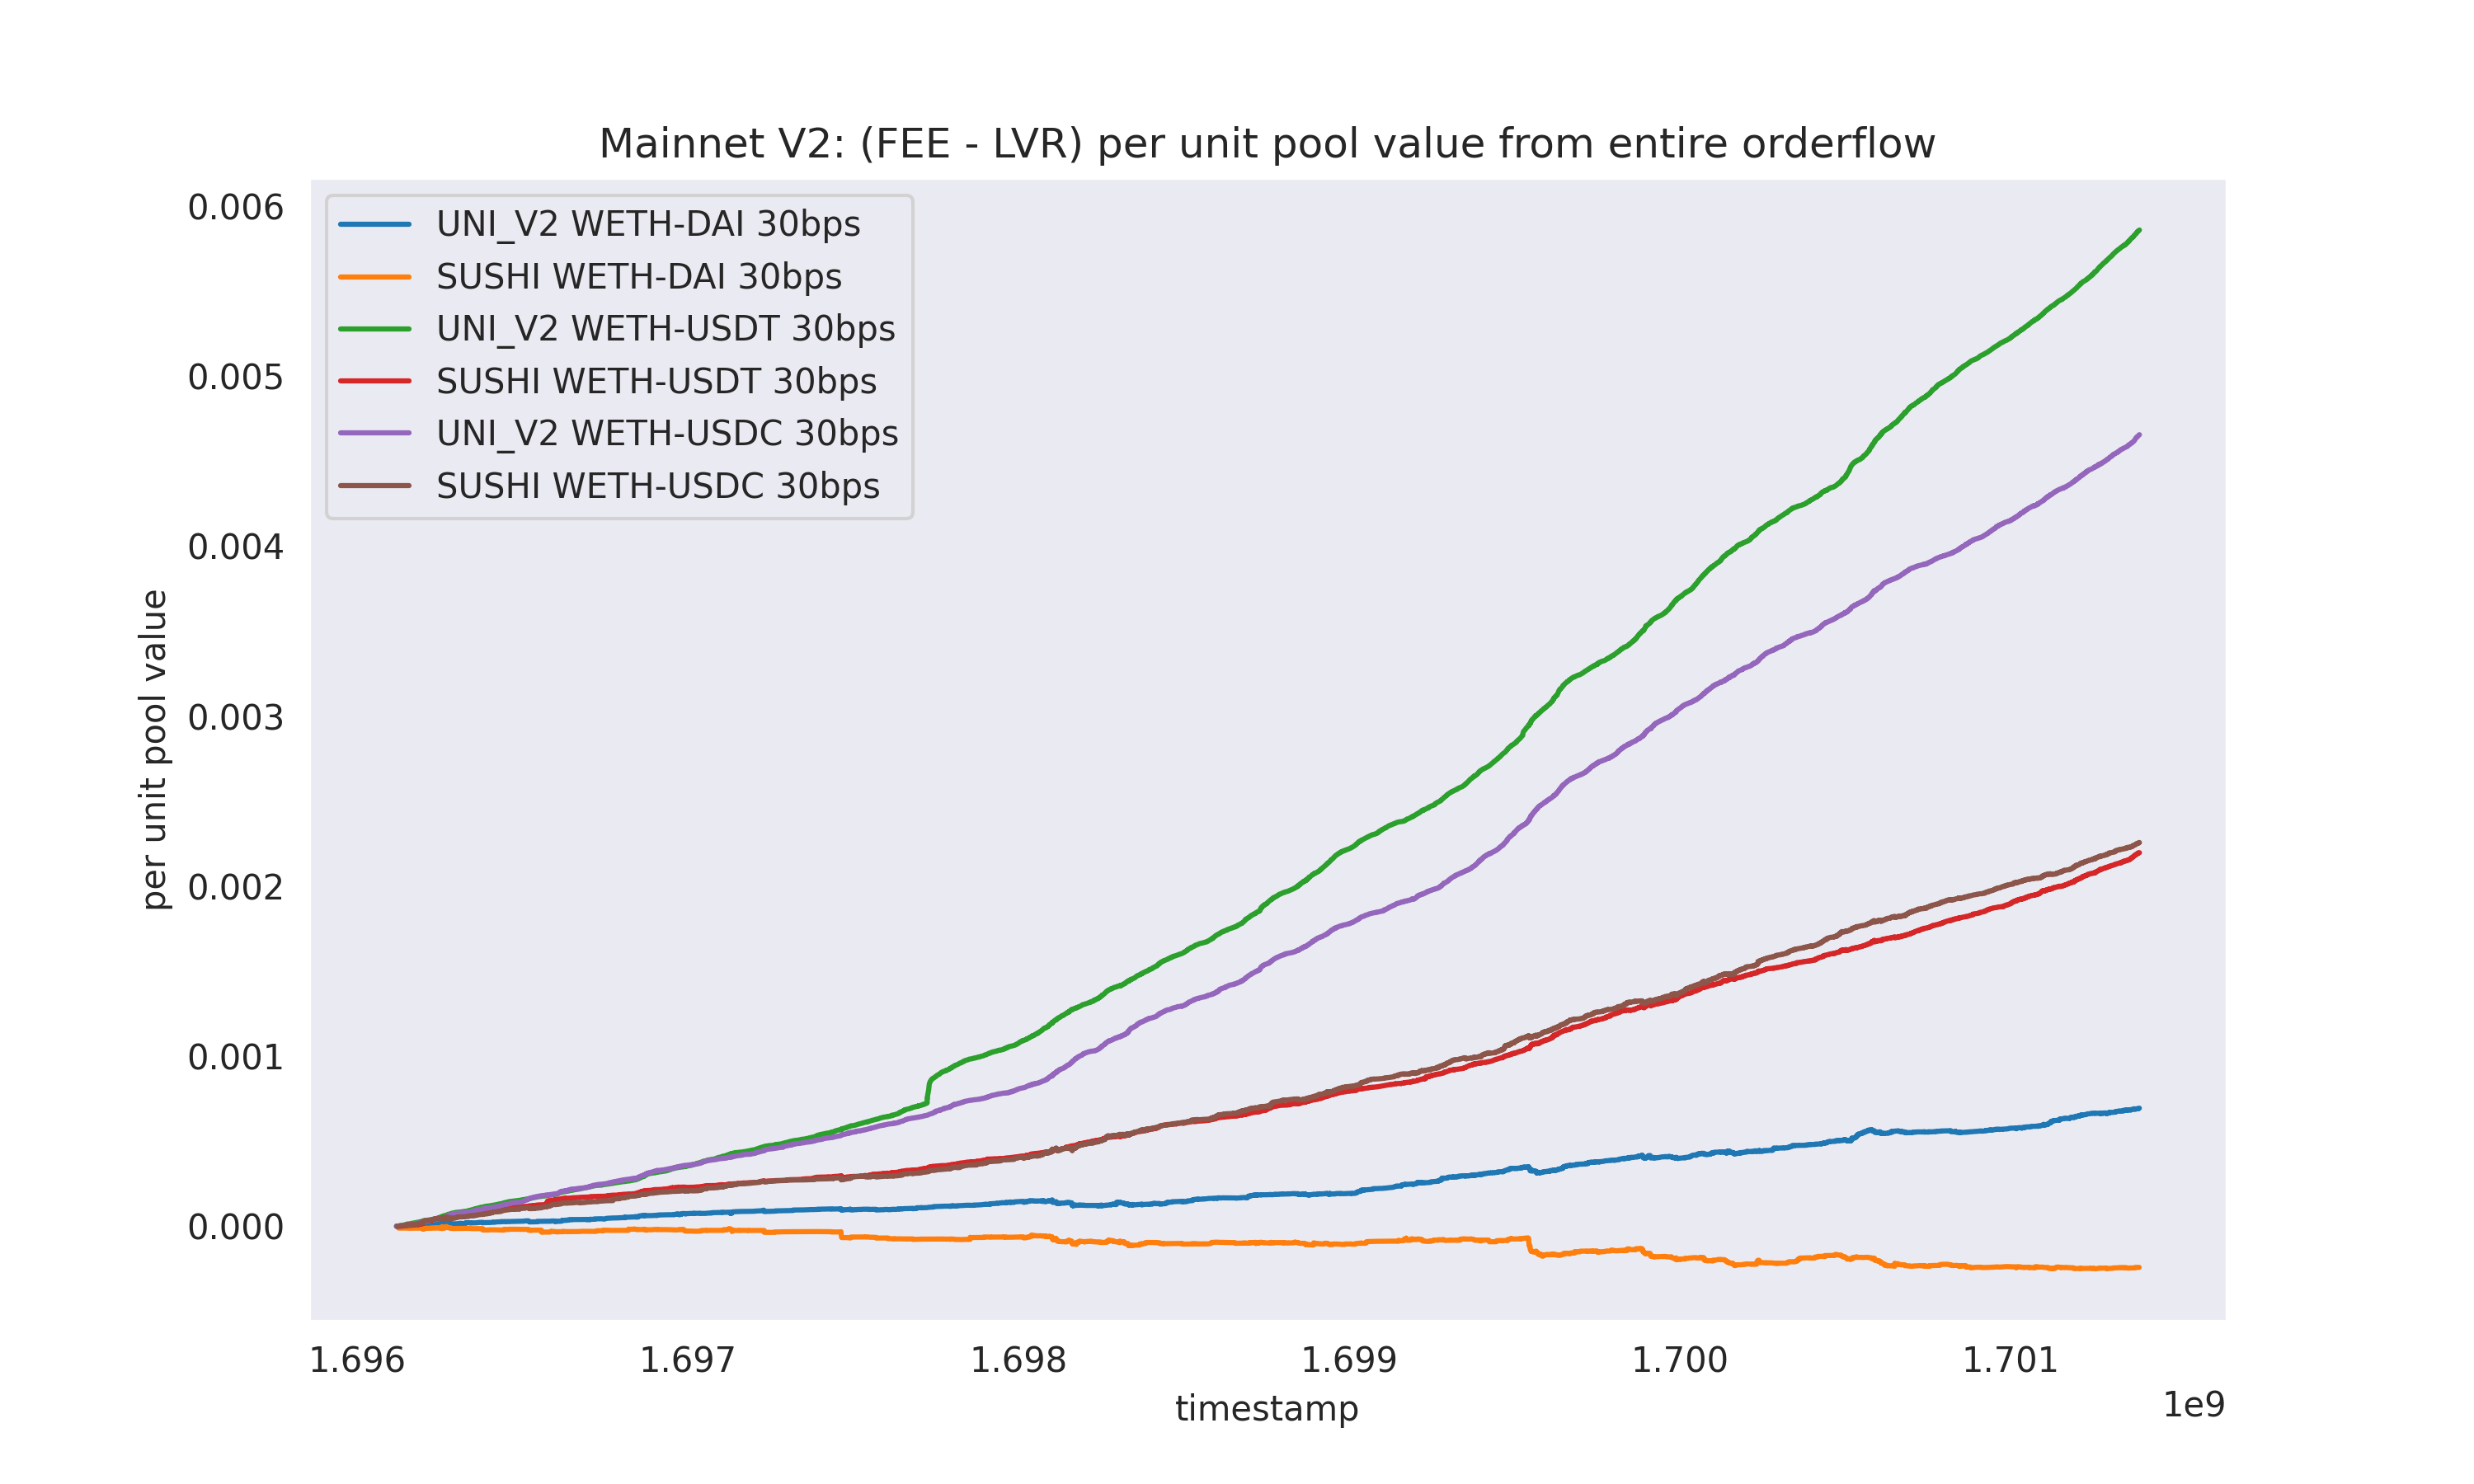 Mainnet V2: (FEE - LVR) per unit pool value from entire orderflow
0.006
0.005
0.004
0.003
0.002
0.001
0.000
per unit pool value
UNI_V2 WETH-DAI 30bps
SUSHI WETH-DAI 30bps
UNI_V2 WETH-USDT 30bps
SUSHI WETH-USDT 30bps
UNI_V2 WETH-USDC 30bps
SUSHI WETH-USDC 30bps
1.696 1.697 1.698 1.699 1.700 1.701
timestamp
1e9